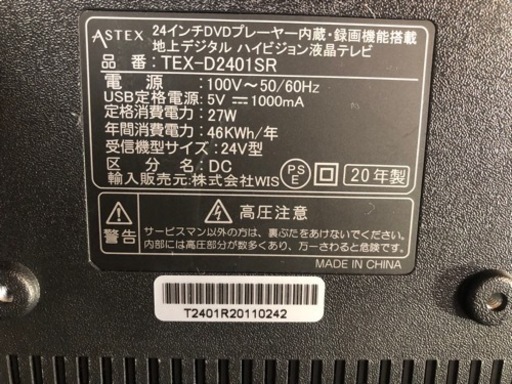 ASTEX 24インチDVDプレーヤー内蔵・録画機能搭載
地上デジタル ハイビジョン液晶テレビ
品番:TEX-D2401SR
電源:100V～50/60Hz
USB定格電源:5V ⎓ 1000mA
定格消費電力:27W
年間消費電力:46KWh/年
受信機型サイズ:24V型
区分名:DC
輸入販売元:株式会社WIS PSE 20年製
警告
高圧注意
サービスマン以外の方は、裏ぶたをあけないでください。
内部には高圧部分が数多くあり、万一さわると危険です。
MADE IN CHINA
T2401R20110242